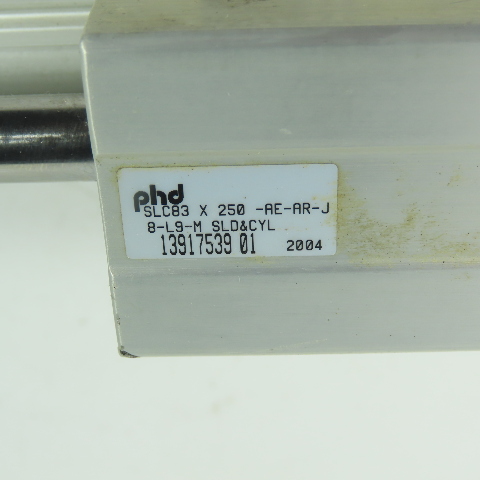 phd
SLC83 X 250 -AE-AR-J
8-L9-M SLD&CYL
13917539 01 2004